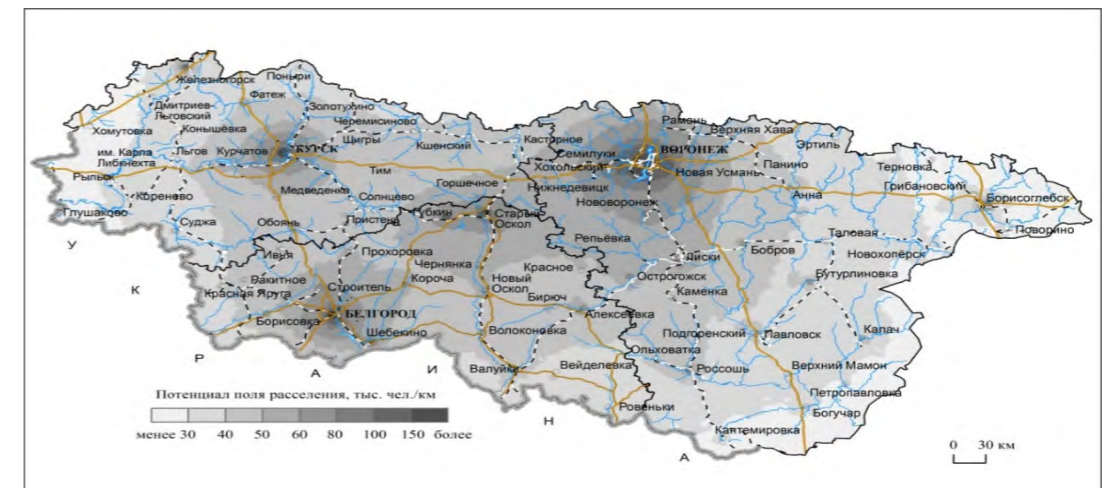 Железногорск
Поныри
Фатеж
Дмитриев-
Льговский
Золотухино
Хомутовка
Конышёвка
Черемисиново
Щигры
Кшенский
Касторное
им. Карла
Либкнехта
Льгов
Курчатов
КУРСК
Рыльск
Тим
Кореново
Медведенка
Солнцево
Горшечное
Глушаково
Суджа
Обоянь
Пристень
Губкин
Старый
Оскол
Рамонь
Верхняя Хава
Эртиль
Семилуки
ВОРОНЕЖ
Хохольский
Новая Усмань
Панино
Терновка
Нижнедевицк
Анна
Грибановский
Борисоглебск
Нововоронеж
Поворино
Репьёвка
Таловая
Лиски
Бобров
Новохопёрск
Острогожск
Бутурлиновка
Каменка
Ивня
Прохоровка
Чернянка
Красное
Ракитное
Строитель
Короча
Новый
Оскол
Красная Яруга
Бирюч
БЕЛГОРОД
Алексеевка
Борисовка
Шебекино
Волоконовка
Подгоренский
Павловск
Калач
Ольховатка
Валуйки
Вейделевка
Россошь
Верхний Мамон
Петропавловка
Ровеньки
Богучар
Кантемировка
У К Р А И Н А
Потенциал поля расселения, тыс. чел./км
менее 30 40 50 60 80 100 150 более
0 30 км